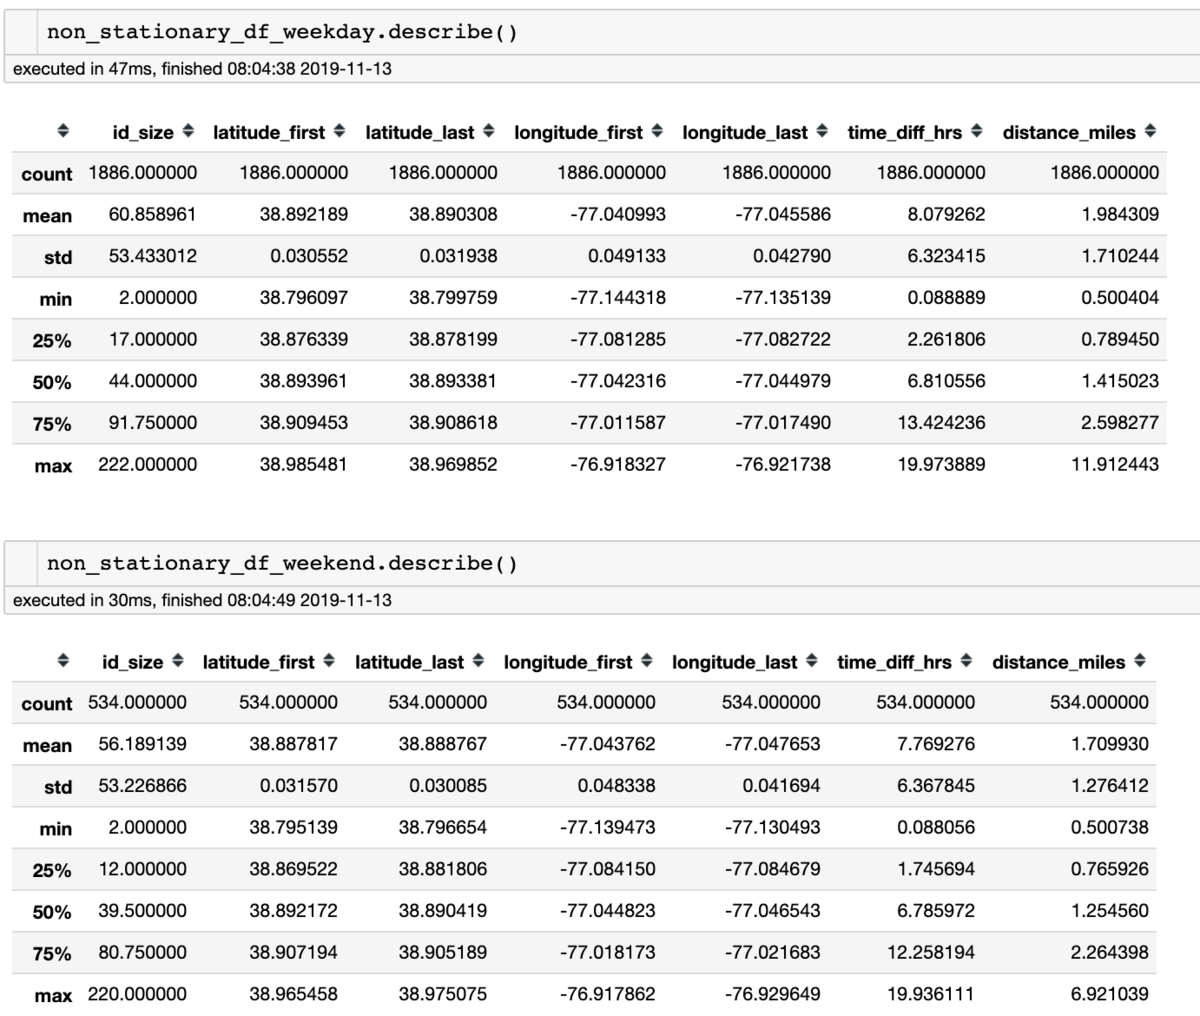 non_stationary_df_weekday.describe()
executed in 47ms, finished 08:04:38 2019-11-13
id_size latitude_first latitude_last longitude_first longitude_last time_diff_hrs distance_miles
count 1886.000000 1886.000000 1886.000000 1886.000000 1886.000000 1886.000000 1886.000000
mean 60.858961 38.892189 38.890308 -77.040993 -77.045586 8.079262 1.984309
std 53.433012 0.030552 0.031938 0.049133 0.042790 6.323415 1.710244
min 2.000000 38.796097 38.799759 -77.144318 -77.135139 0.088889 0.500404
25% 17.000000 38.876339 38.878199 -77.081285 -77.082722 2.261806 0.789450
50% 44.000000 38.893961 38.893381 -77.042316 -77.044979 6.810556 1.415023
75% 91.750000 38.909453 38.908618 -77.011587 -77.017490 13.424236 2.598277
max 222.000000 38.985481 38.969852 -76.918327 -76.921738 19.973889 11.912443
non_stationary_df_weekend.describe()
executed in 30ms, finished 08:04:49 2019-11-13
id_size latitude_first latitude_last longitude_first longitude_last time_diff_hrs distance_miles
count 534.000000 534.000000 534.000000 534.000000 534.000000 534.000000 534.000000
mean 56.189139 38.887817 38.888767 -77.043762 -77.047653 7.769276 1.709930
std 53.226866 0.031570 0.030085 0.048338 0.041694 6.367845 1.276412
min 2.000000 38.795139 38.796654 -77.139473 -77.130493 0.088056 0.500738
25% 12.000000 38.869522 38.881806 -77.084150 -77.084679 1.745694 0.765926
50% 39.500000 38.892172 38.890419 -77.044823 -77.046543 6.785972 1.254560
75% 80.750000 38.907194 38.905189 -77.018173 -77.021683 12.258194 2.264398
max 220.000000 38.965458 38.975075 -76.917862 -76.929649 19.936111 6.921039